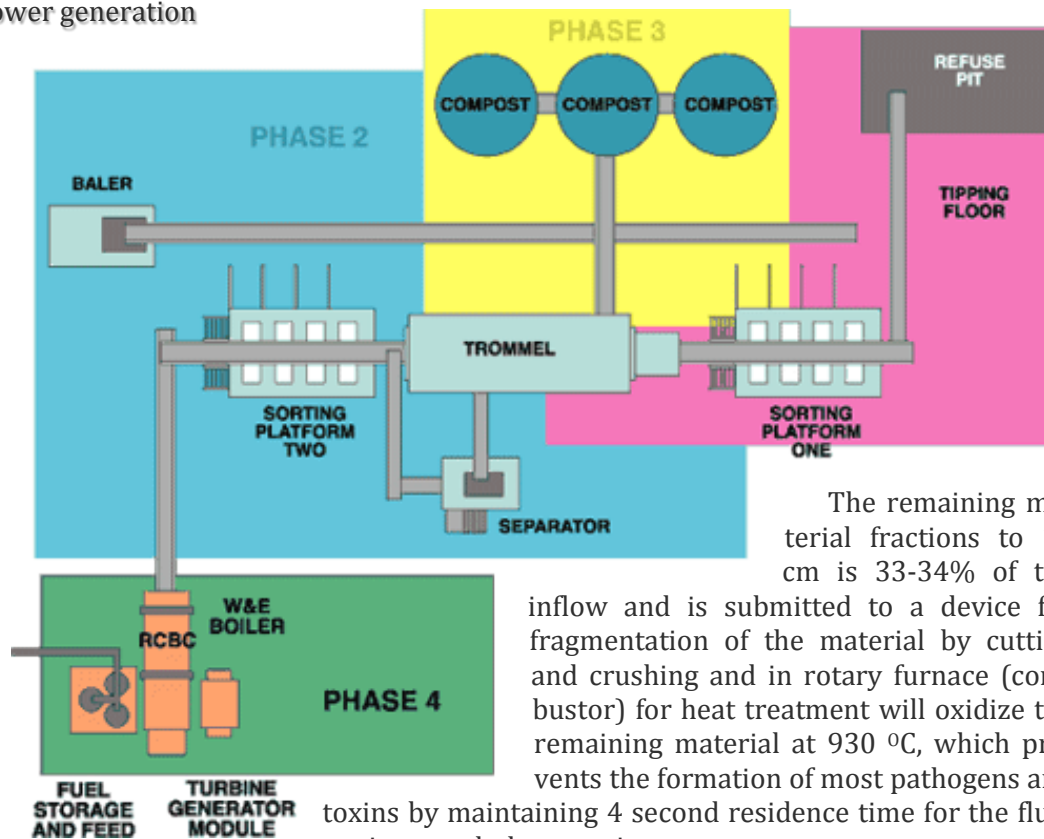 ower generation
PHASE 3
REFUSE
PIT
COMPOST COMPOST COMPOST
PHASE 2
BALER
TIPPING
FLOOR
TROMMEL
SORTING
PLATFORM
TWO
SORTING
PLATFORM
ONE
SEPARATOR
The remaining m
terial fractions to
cm is 33-34% of t
inflow and is submitted to a device f
fragmentation of the material by cutti
and crushing and in rotary furnace (con
bustor) for heat treatment will oxidize t
remaining material at 930 ⁰C, which pr
vents the formation of most pathogens a
toxins by maintaining 4 second residence time for the flu
W&E
BOILER
RCBC
PHASE 4
FUEL
STORAGE
AND FEED
TURBINE
GENERATOR
MODULE